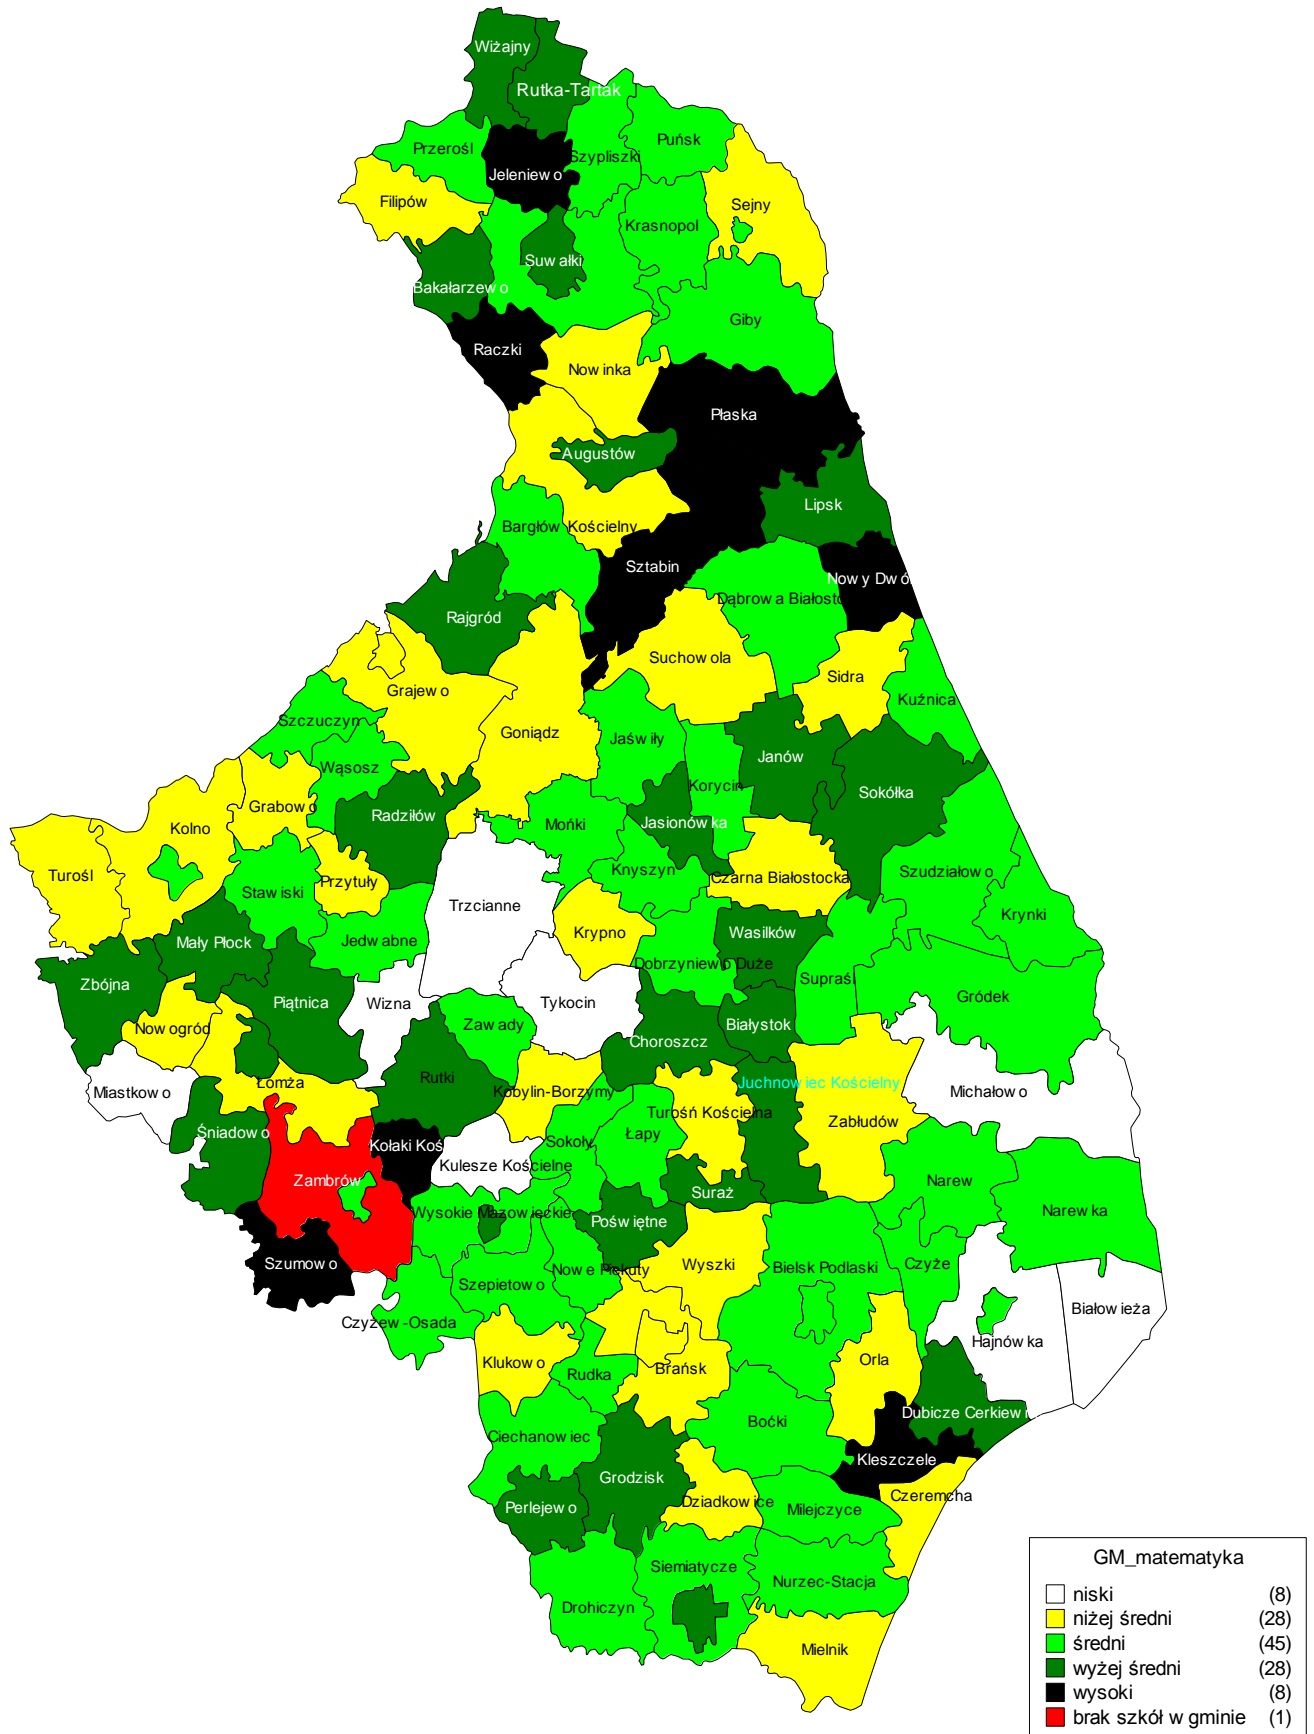 Wiżajny
Rutka-Tartak
Puńsk
Przerośl
Szypliszki
Jeleniew o
Filipów
Sejny
Krasnopol
Suw ałki
Bakałarzew o
Giby
Raczki
Now inka
Płaska
Augustów
Lipsk
Bargłów Kościelny
Sztabin
Now y Dw ó
Dąbrow a Białosto
Rajgród
Suchow ola
Sidra
Grajew o
Kuźnica
Szczuczyn
Goniądz
Jaśw iły
Janów
Wąsosz
Korycin
Sokółka
Grabow o
Radziłów
Mońki
Jasionów ka
Kolno
Knyszyn
Szudziałow o
Turośl
Przytuły
Czarna Białostocka
Staw iski
Trzcianne
Krynki
Krypno
Wasilków
Mały Płock
Jedw abne
Dobrzyniew o Duże
Zbójna
Supraśl
Gródek
Piątnica
Wizna
Tykocin
Now ogród
Zaw ady
Białystok
Choroszcz
Rutki
Łomża
Juchnow iec Kościelny
Miastkow o
Kobylin-Borzymy
Michałow o
Turośń Kościelna
Zabłudów
Śniadow o
Łapy
Kołaki Koś
Sokoły
Kulesze Kościelne
Zambrów
Narew
Suraż
Wysokie Mazow ieckie
Pośw iętne
Narew ka
Szumow o
Now e Piekuty
Wyszki
Bielsk Podlaski
Czyże
Szepietow o
Białow ieża
Czyżew -Osada
Hajnów ka
Klukow o
Orla
Rudka
Brańsk
Dubicze Cerkiew
Boćki
Ciechanow iec
Kleszczele
Grodzisk
Czeremcha
Dziadkow ice
Perlejew o
Milejczyce
Siemiatycze
Nurzec-Stacja
Drohiczyn
Mielnik
GM_matematyka
niski (8)
niżej średni (28)
średni (45)
wyżej średni (28)
wysoki (8)
brak szkół w gminie (1)